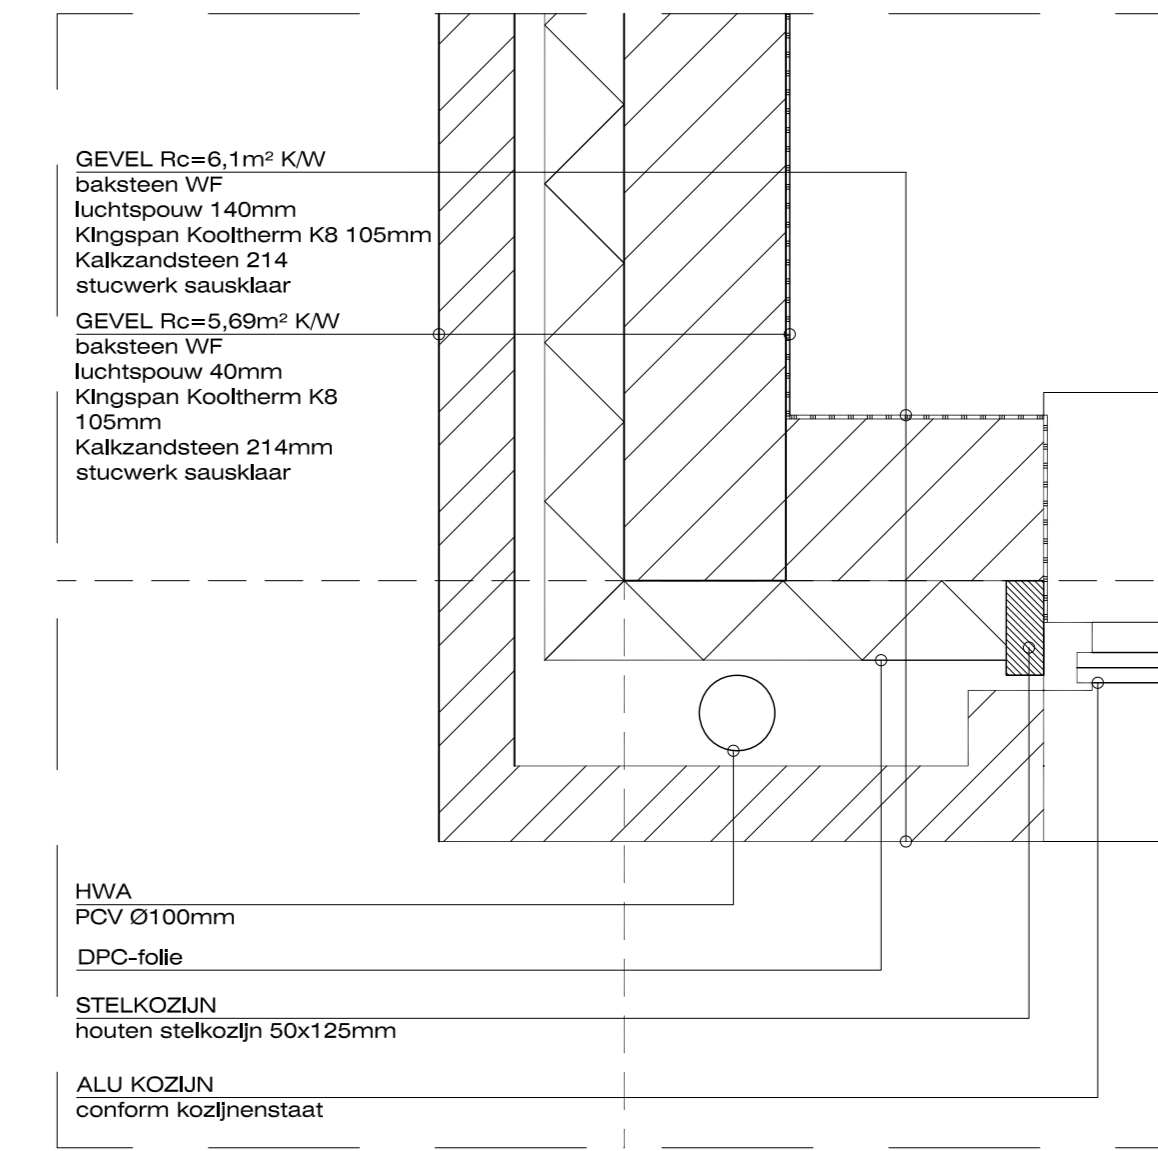 GEVEL Rc=6,1m² K/W
baksteen WF
luchtspouw 140mm
KIngspan Kooltherm K8 105mm
Kalkzandsteen 214
stucwerk sausklaar
GEVEL Rc=5,69m² K/W
baksteen WF
luchtspouw 40mm
KIngspan Kooltherm K8
105mm
Kalkzandsteen 214mm
stucwerk sausklaar
HWA
PCV Ø100mm
DPC-folie
STELKOZIJN
houten stelkozijn 50x125mm
ALU KOZIJN
conform kozijnenstaat